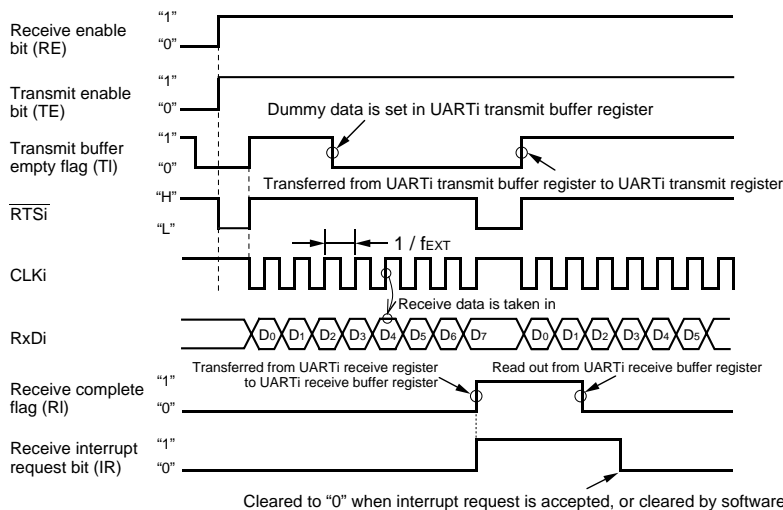 Receive enable
bit (RE)
“1”
“0”
Transmit enable
bit (TE)
“1”
“0”
Dummy data is set in UARTi transmit buffer register
Transmit buffer
empty flag (TI)
“1”
“0”
Transferred from UARTi transmit buffer register to UARTi transmit register
RTSi
“H”
“L”
1 / fEXT
CLKi
Receive data is taken in
RxDi
D0 D1 D2 D3 D4 D5 D6 D7 D0 D1 D2 D3 D4 D5
Transferred from UARTi receive register
to UARTi receive buffer register
Read out from UARTi receive buffer register
Receive complete
flag (RI)
“1”
“0”
Receive interrupt
request bit (IR)
“1”
“0”
Cleared to “0” when interrupt request is accepted, or cleared by software